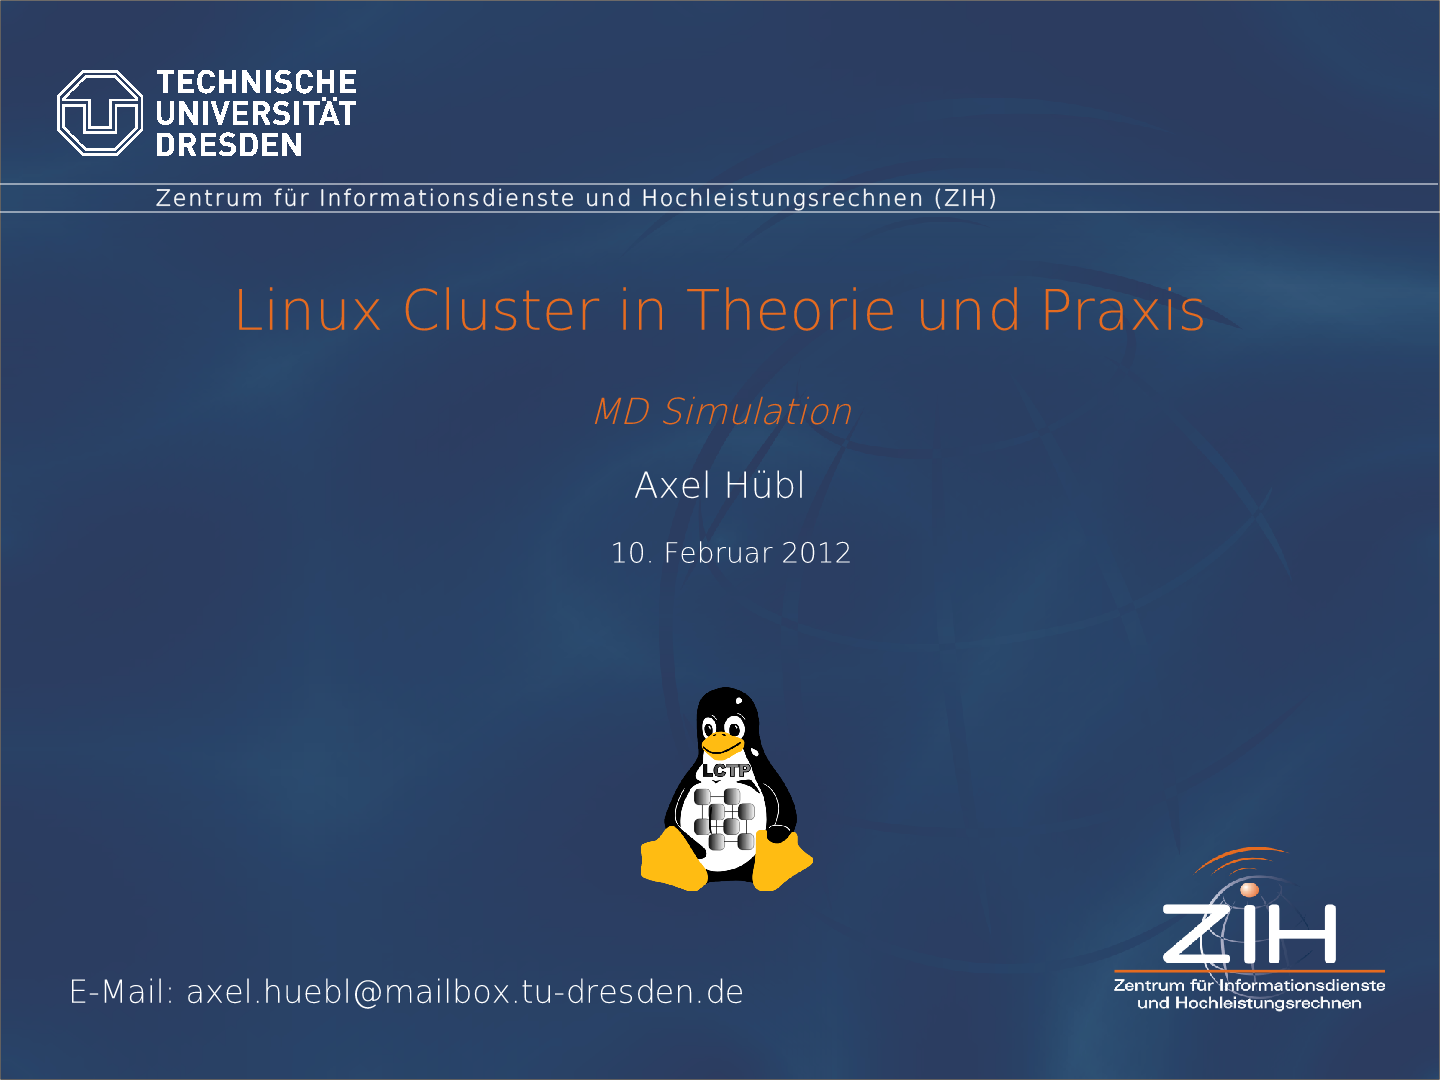 TECHNISCHE
UNIVERSITÄT
DRESDEN
Zentrum für Informationsdienste und Hochleistungsrechnen (ZIH)
Linux Cluster in Theorie und Praxis
MD Simulation
Axel Hübl
10. Februar 2012
LCTP
E-Mail: axel.huebl@mailbox.tu-dresden.de
ZIH
Zentrum für Informationsdienste
und Hochleistungsrechnen